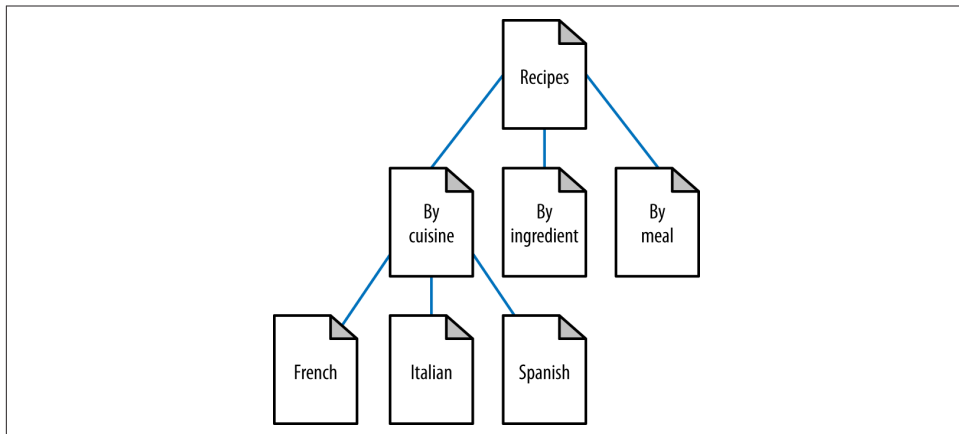 Recipes
By
cuisine
By
ingredient
By
meal
French
Italian
Spanish